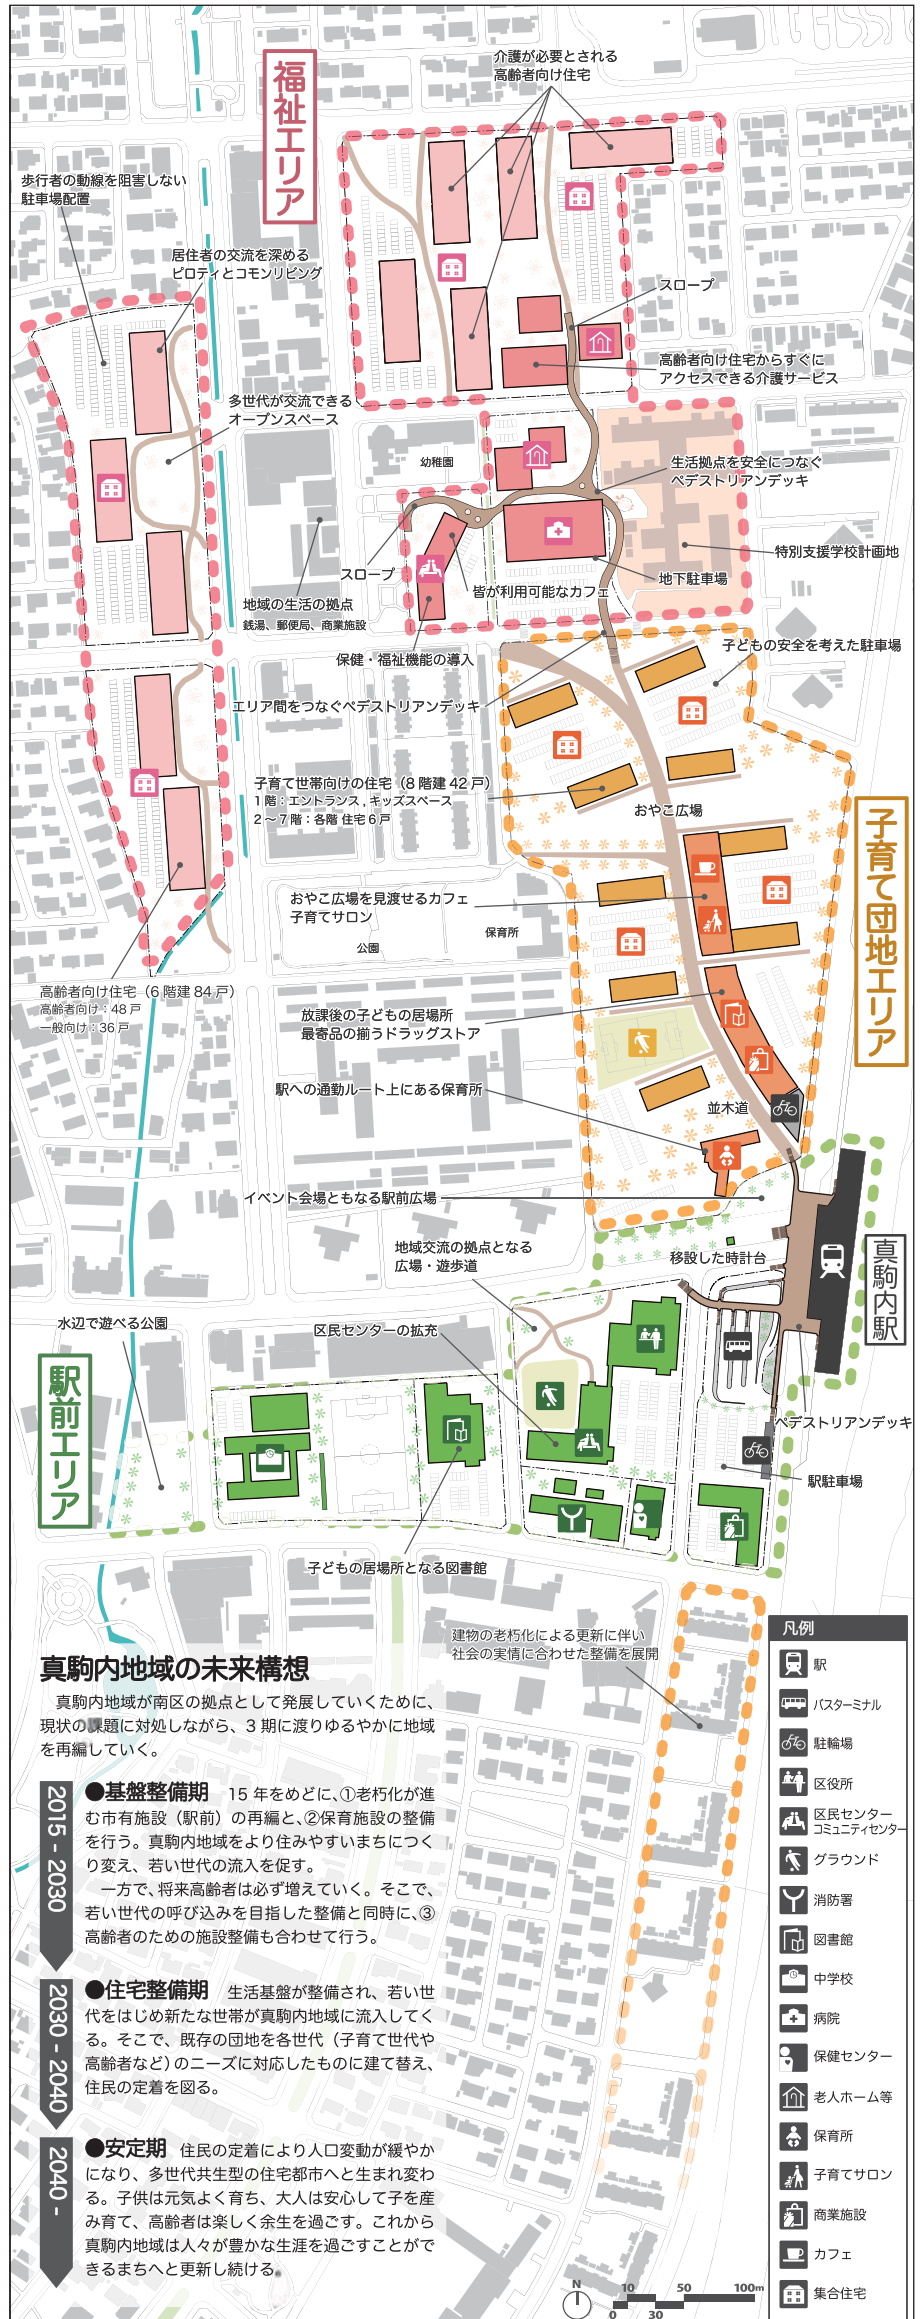 福祉エリア
介護が必要とされる
高齢者向け住宅
歩行者の動線を阻害しない
駐車場配置
居住者の交流を深める
ピロティとコモンリビング
スロープ
高齢者向け住宅からすぐに
アクセスできる介護サービス
多世代が交流できる
オープンスペース
幼稚園
生活拠点を安全につなぐ
ペデストリアンデッキ
特別支援学校計画地
スロープ
地下駐車場
皆が利用可能なカフェ
地域の生活の拠点
銭湯、郵便局、商業施設
保健・福祉機能の導入
子どもの安全を考えた駐車場
エリア間をつなぐペデストリアンデッキ
子育て世帯向けの住宅（8階建42戸）
1階：エントランス,キッズスペース
2〜7階：各階 住宅6戸
おやこ広場
子育て団地エリア
おやこ広場を見渡せるカフェ
子育てサロン
保育所
公園
高齢者向け住宅（6階建84戸）
高齢者向け：48戸
一般向け：36戸
放課後の子どもの居場所
最寄品の揃うドラッグストア
駅への通勤ルート上にある保育所
並木道
イベント会場ともなる駅前広場
地域交流の拠点となる
広場・遊歩道
移設した時計台
真駒内駅
水辺で遊べる公園
区民センターの拡充
駅前エリア
ペデストリアンデッキ
駅駐車場
子どもの居場所となる図書館
建物の老朽化による更新に伴い
社会の実情に合わせた整備を展開
真駒内地域の未来構想
真駒内地域が南区の拠点として発展していくために、
現状の課題に対処しながら、3期に渡りゆるやかに地域
を再編していく。
2015 - 2030
●基盤整備期　15年をめどに、①老朽化が進
む市有施設（駅前）の再編と、②保育施設の整備
を行う。真駒内地域をより住みやすいまちにつく
り変え、若い世代の流入を促す。
一方で、将来高齢者は必ず増えていく。そこで、
若い世代の呼び込みを目指した整備と同時に、③
高齢者のための施設整備も合わせて行う。
2030 - 2040
●住宅整備期　生活基盤が整備され、若い世
代をはじめ新たな世帯が真駒内地域に流入してく
る。そこで、既存の団地を各世代（子育て世代や
高齢者など）のニーズに対応したものに建て替え、
住民の定着を図る。
2040 -
●安定期　住民の定着により人口変動が緩やか
になり、多世代共生型の住宅都市へと生まれ変わ
る。子供は元気よく育ち、大人は安心して子を産
み育て、高齢者は楽しく余生を過ごす。これから
真駒内地域は人々が豊かな生涯を過ごすことがで
きるまちへと更新し続ける。
凡例
駅
バスターミナル
駐輪場
区役所
区民センター
コミュニティセンター
グラウンド
消防署
図書館
中学校
病院
保健センター
老人ホーム等
保育所
子育てサロン
商業施設
カフェ
集合住宅
N
10 50 100m
0 30